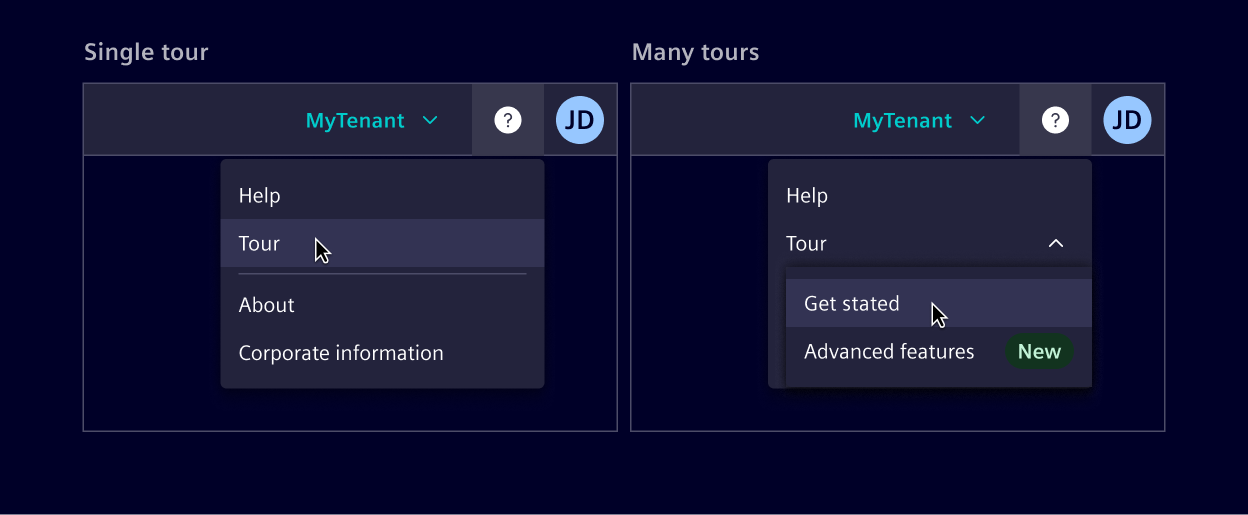 Single tour
MyTenant
?
JD
Help
Tour
About
Corporate information
Many tours
MyTenant
?
JD
Help
Tour
Get stated
Advanced features New